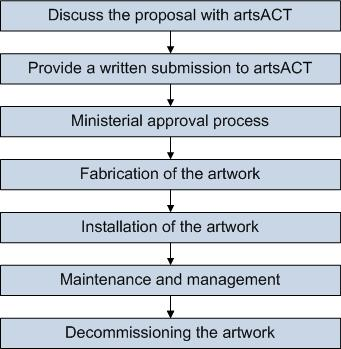 Discuss the proposal with artsACT
Provide a written submission to artsACT
Ministerial approval process
Fabrication of the artwork
Installation of the artwork
Maintenance and management
Decommissioning the artwork